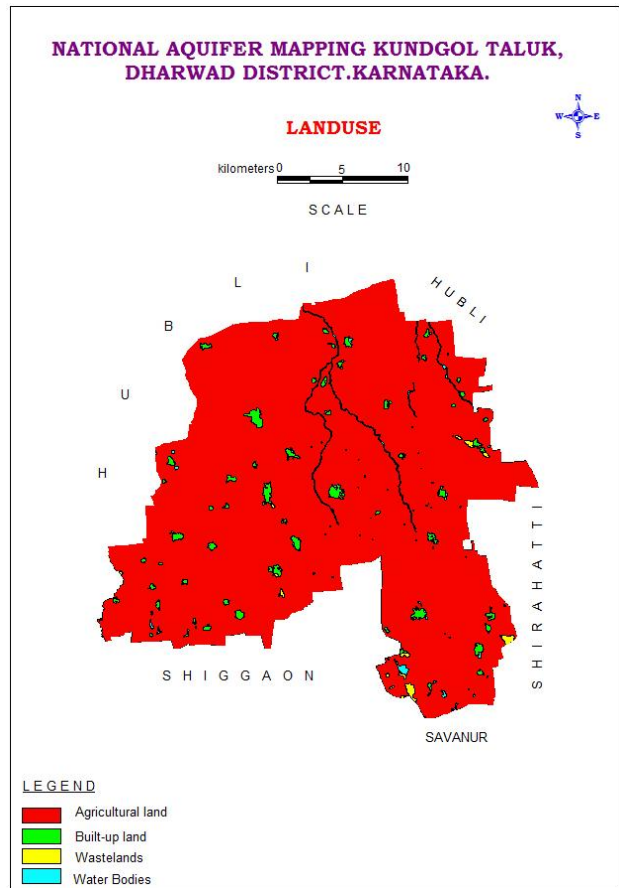 NATIONAL AQUIFER MAPPING KUNDGOL TALUK,
DHARWAD DISTRICT.KARNATAKA.
N
W E
S
LANDUSE
kilometers 0 5 10
SCALE
HUBLI
HUBLI
SHIRAHATTI
SHIGGAON
SAVANUR
LEGEND
Agricultural land
Built-up land
Wastelands
Water Bodies